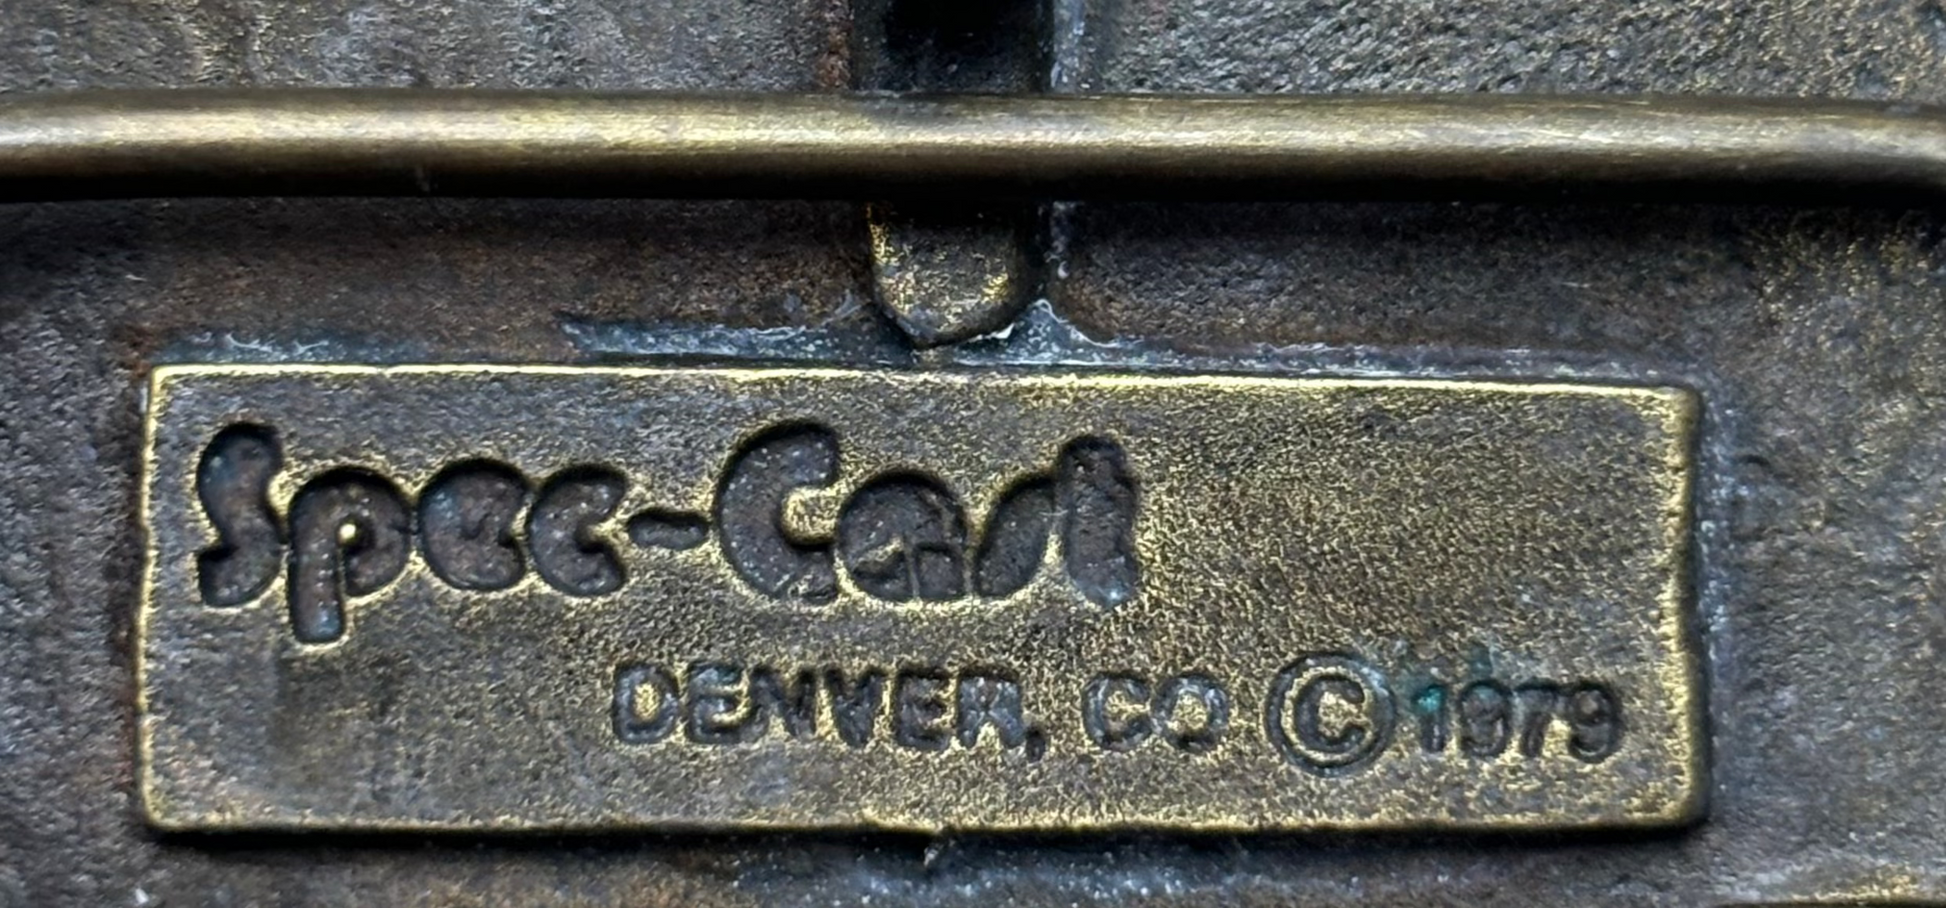 Spec-Cast
DENVER, CO © 1979